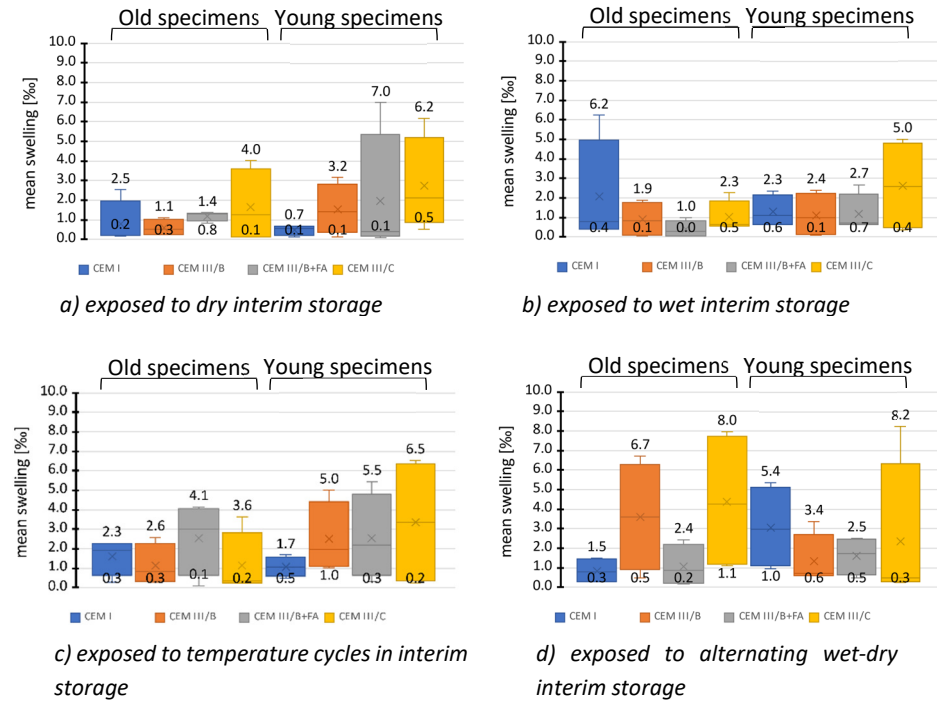 Old specimens Young specimens
10.0
9.0
8.0
7.0
6.0
5.0
4.0
3.0
2.0
1.0
0.0
mean swelling [‰]
2.5 1.1 1.4 4.0 0.7 3.2 7.0 6.2
0.2 0.3 0.8 0.1 0.1 0.1 0.1 0.5
CEM I CEM III/B CEM III/B+FA CEM III/C
a) exposed to dry interim storage
Old specimens Young specimens
10.0
9.0
8.0
7.0
6.0
5.0
4.0
3.0
2.0
1.0
0.0
mean swelling [‰]
6.2 1.9 1.0 2.3 2.3 2.4 2.7 5.0
0.4 0.1 0.0 0.5 0.6 0.1 0.7 0.4
CEM I CEM III/B CEM III/B+FA CEM III/C
b) exposed to wet interim storage
Old specimens Young specimens
10.0
9.0
8.0
7.0
6.0
5.0
4.0
3.0
2.0
1.0
0.0
mean swelling [‰]
2.3 2.6 4.1 3.6 1.7 5.0 5.5 6.5
0.3 0.3 0.1 0.2 0.5 1.0 0.3 0.2
CEM I CEM III/B CEM III/B+FA CEM III/C
c) exposed to temperature cycles in interim
storage
Old specimens Young specimens
10.0
9.0
8.0
7.0
6.0
5.0
4.0
3.0
2.0
1.0
0.0
mean swelling [‰]
1.5 6.7 2.4 8.0 5.4 3.4 2.5 8.2
0.3 0.5 0.2 1.1 1.0 0.6 0.5 0.3
CEM I CEM III/B CEM III/B+FA CEM III/C
d) exposed to alternating wet-dry
interim storage